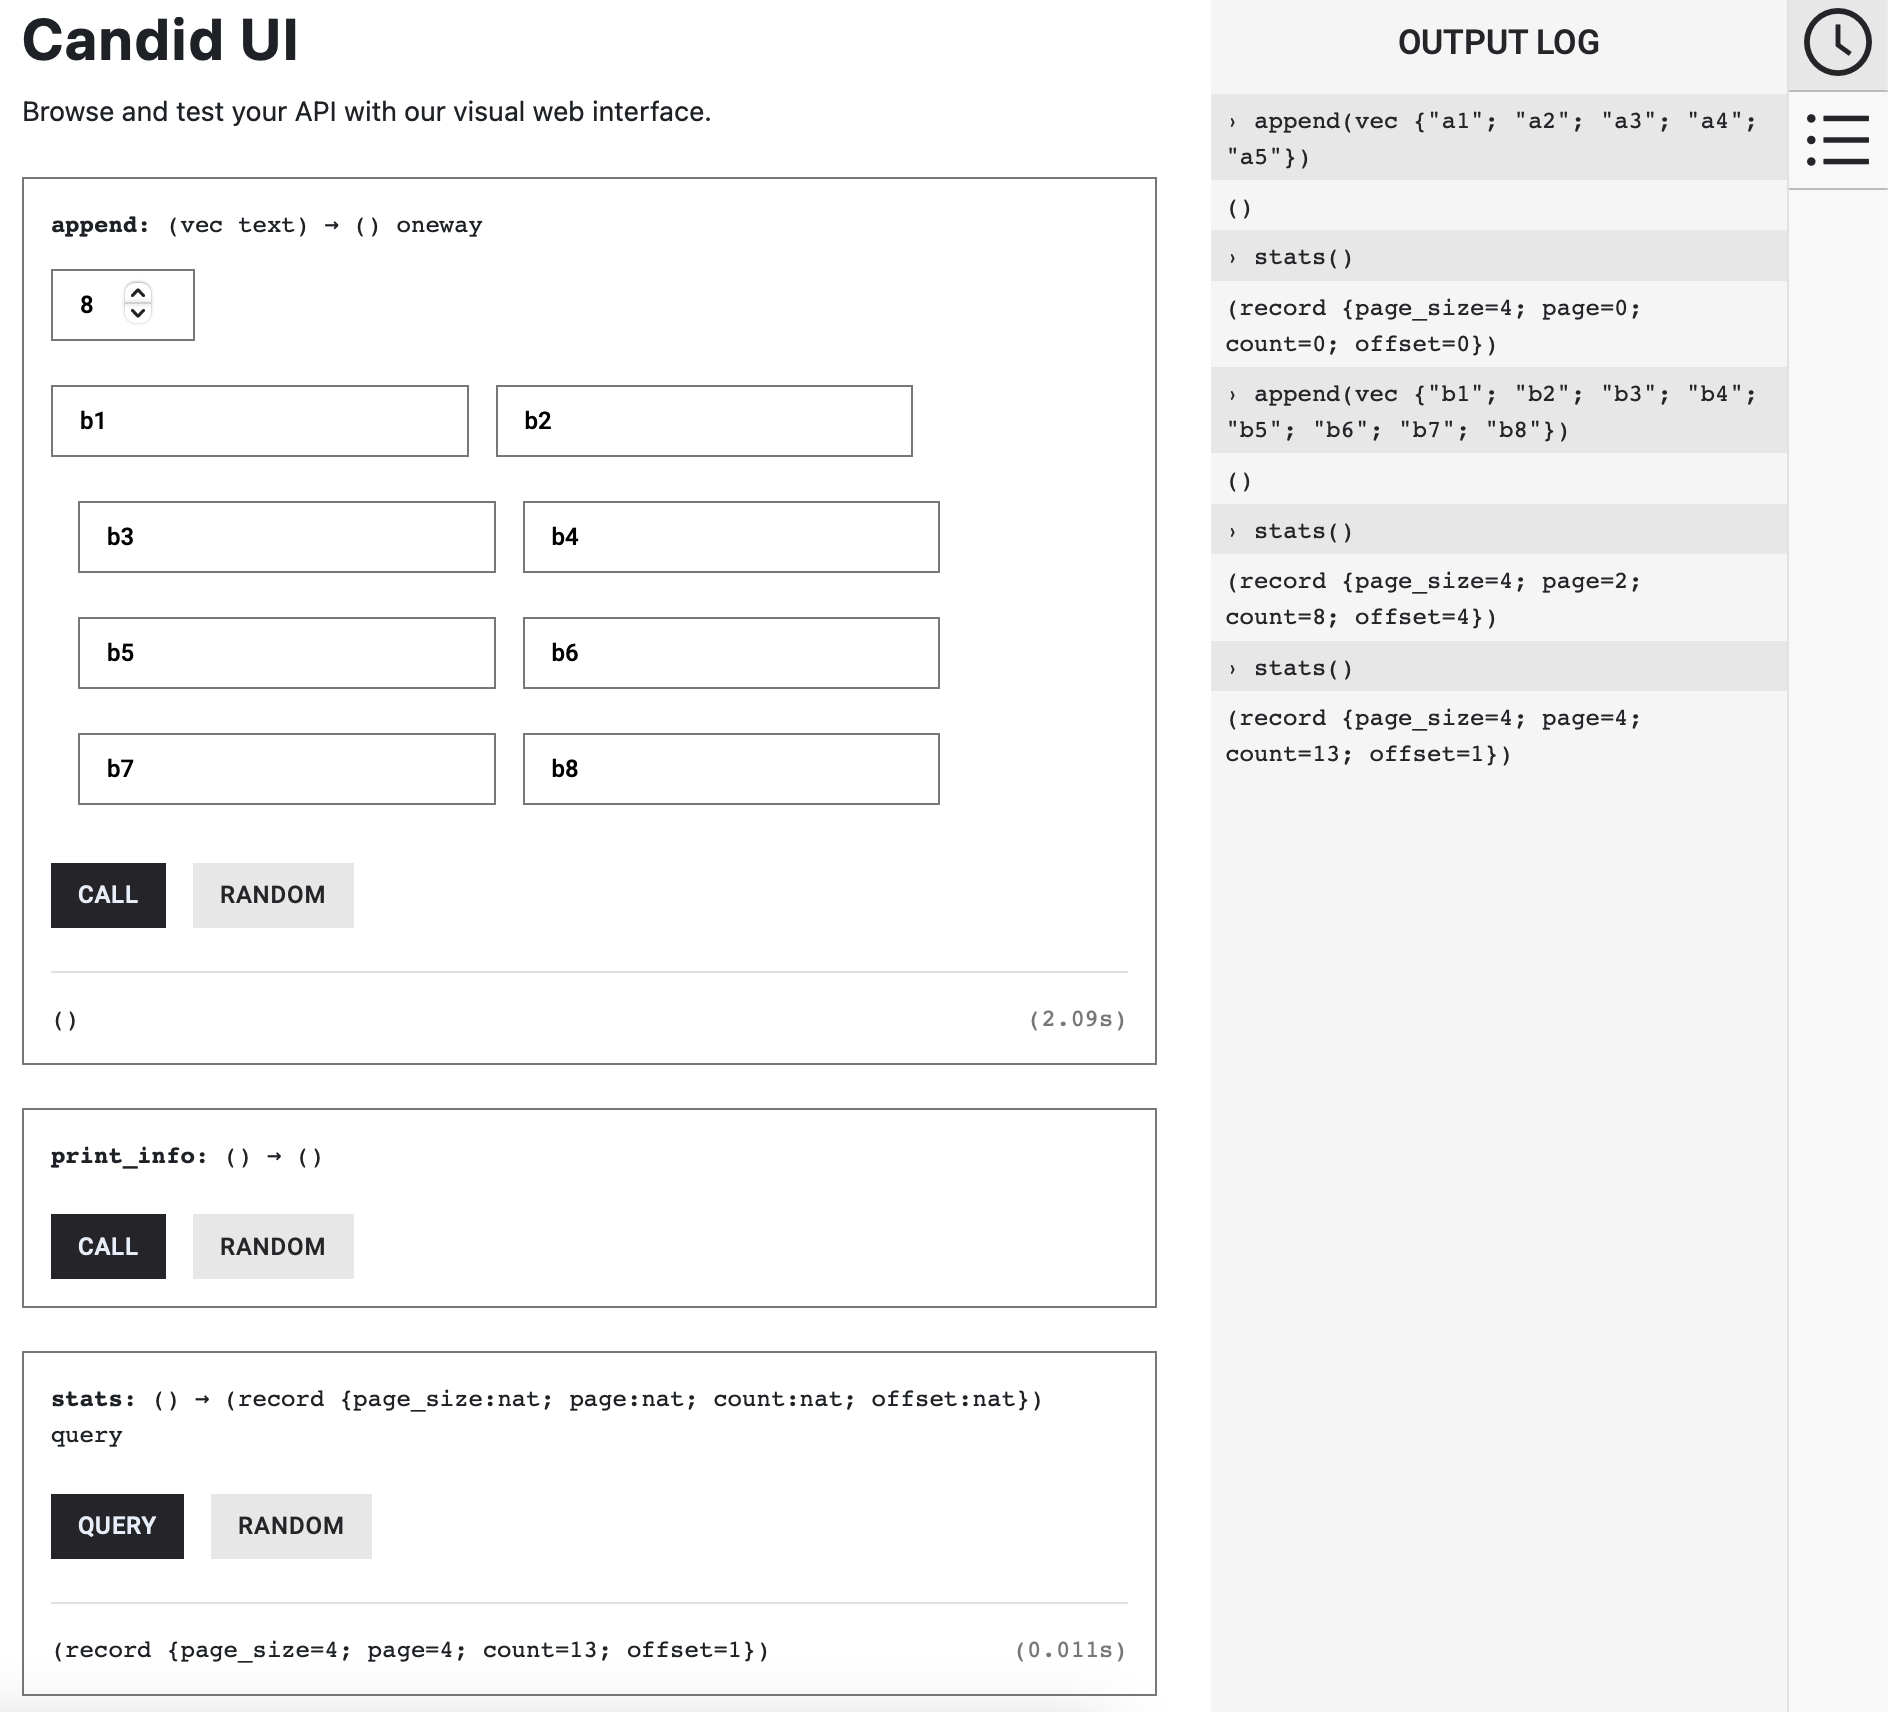 Candid UI
Browse and test your API with our visual web interface.
append: (vec text) → () oneway
8
b1
b2
b3
b4
b5
b6
b7
b8
CALL
RANDOM
()
(2.09s)
print_info: () → ()
CALL
RANDOM
stats: () → (record {page_size:nat; page:nat; count:nat; offset:nat})
query
QUERY
RANDOM
(record {page_size=4; page=4; count=13; offset=1})
(0.011s)
OUTPUT LOG
› append(vec {"a1"; "a2"; "a3"; "a4";
"a5"})
()
› stats()
(record {page_size=4; page=0;
count=0; offset=0})
› append(vec {"b1"; "b2"; "b3"; "b4";
"b5"; "b6"; "b7"; "b8"})
()
› stats()
(record {page_size=4; page=2;
count=8; offset=4})
› stats()
(record {page_size=4; page=4;
count=13; offset=1})